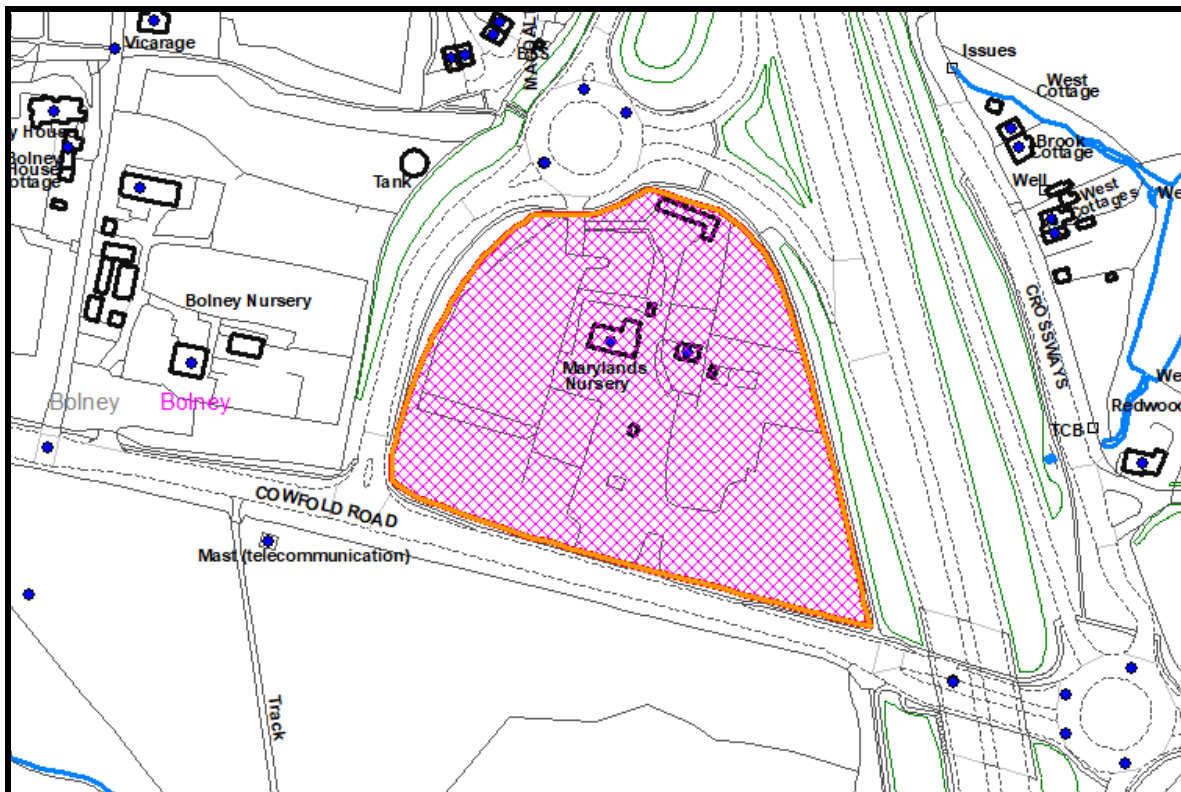 Vicarage
Issues
West
Cottage
Brook
Cottage
Tank
Well
West
Cottages
House
Bolney
House
Bolney Nursery
CROSSWAYS
Marylands
Nursery
Bolney
Bolney
Redwood
TCB
COWFOLD ROAD
Mast (telecommunication)
Track